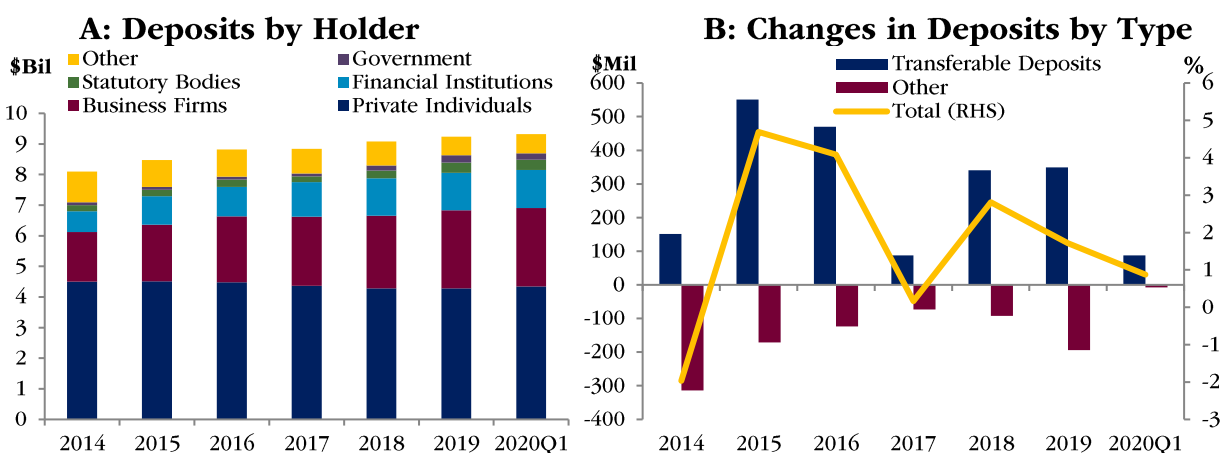 A: Deposits by Holder
$Bil
Other
Government
Statutory Bodies
Financial Institutions
Business Firms
Private Individuals
10
9
8
7
6
5
4
3
2
1
0
2014 2015 2016 2017 2018 2019 2020Q1
B: Changes in Deposits by Type
$Mil
%
Transferable Deposits
Other
Total (RHS)
600
500
400
300
200
100
0
-100
-200
-300
-400
6
5
4
3
2
1
0
-1
-2
-3
2014 2015 2016 2017 2018 2019 2020Q1